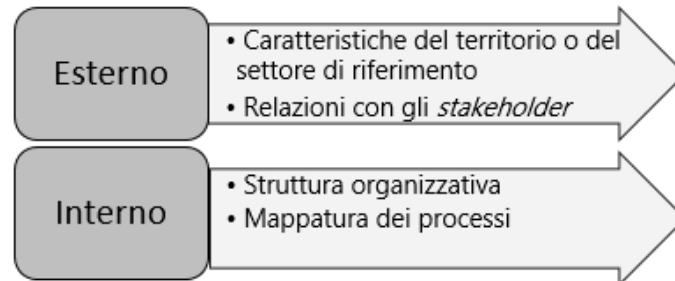 Esterno
• Caratteristiche del territorio o del
settore di riferimento
• Relazioni con gli stakeholder
Interno
• Struttura organizzativa
• Mappatura dei processi